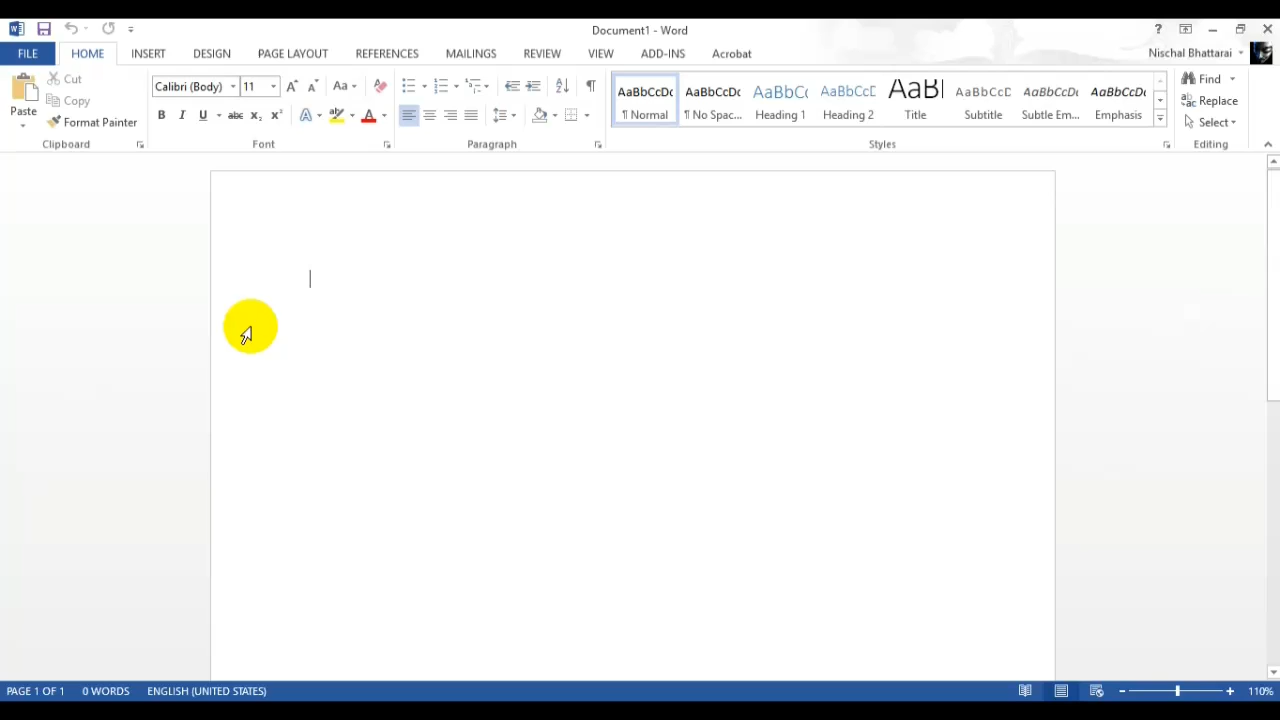 Document1 - Word
FILE HOME INSERT DESIGN PAGE LAYOUT REFERENCES MAILINGS REVIEW VIEW ADD-INS Acrobat Nischal Bhattarai
Paste
Cut
Copy
Format Painter
Clipboard
Calibri (Body) 11
Font
Paragraph
AaBbCcDc AaBbCcDc AaBbCc AaBbCcD AaBl AaBbCcD AaBbCcDc AaBbCcDc
¶ Normal ¶ No Spac... Heading 1 Heading 2 Title Subtitle Subtle Em... Emphasis
Styles
Find
Replace
Select
Editing
PAGE 1 OF 1 0 WORDS ENGLISH (UNITED STATES) 110%